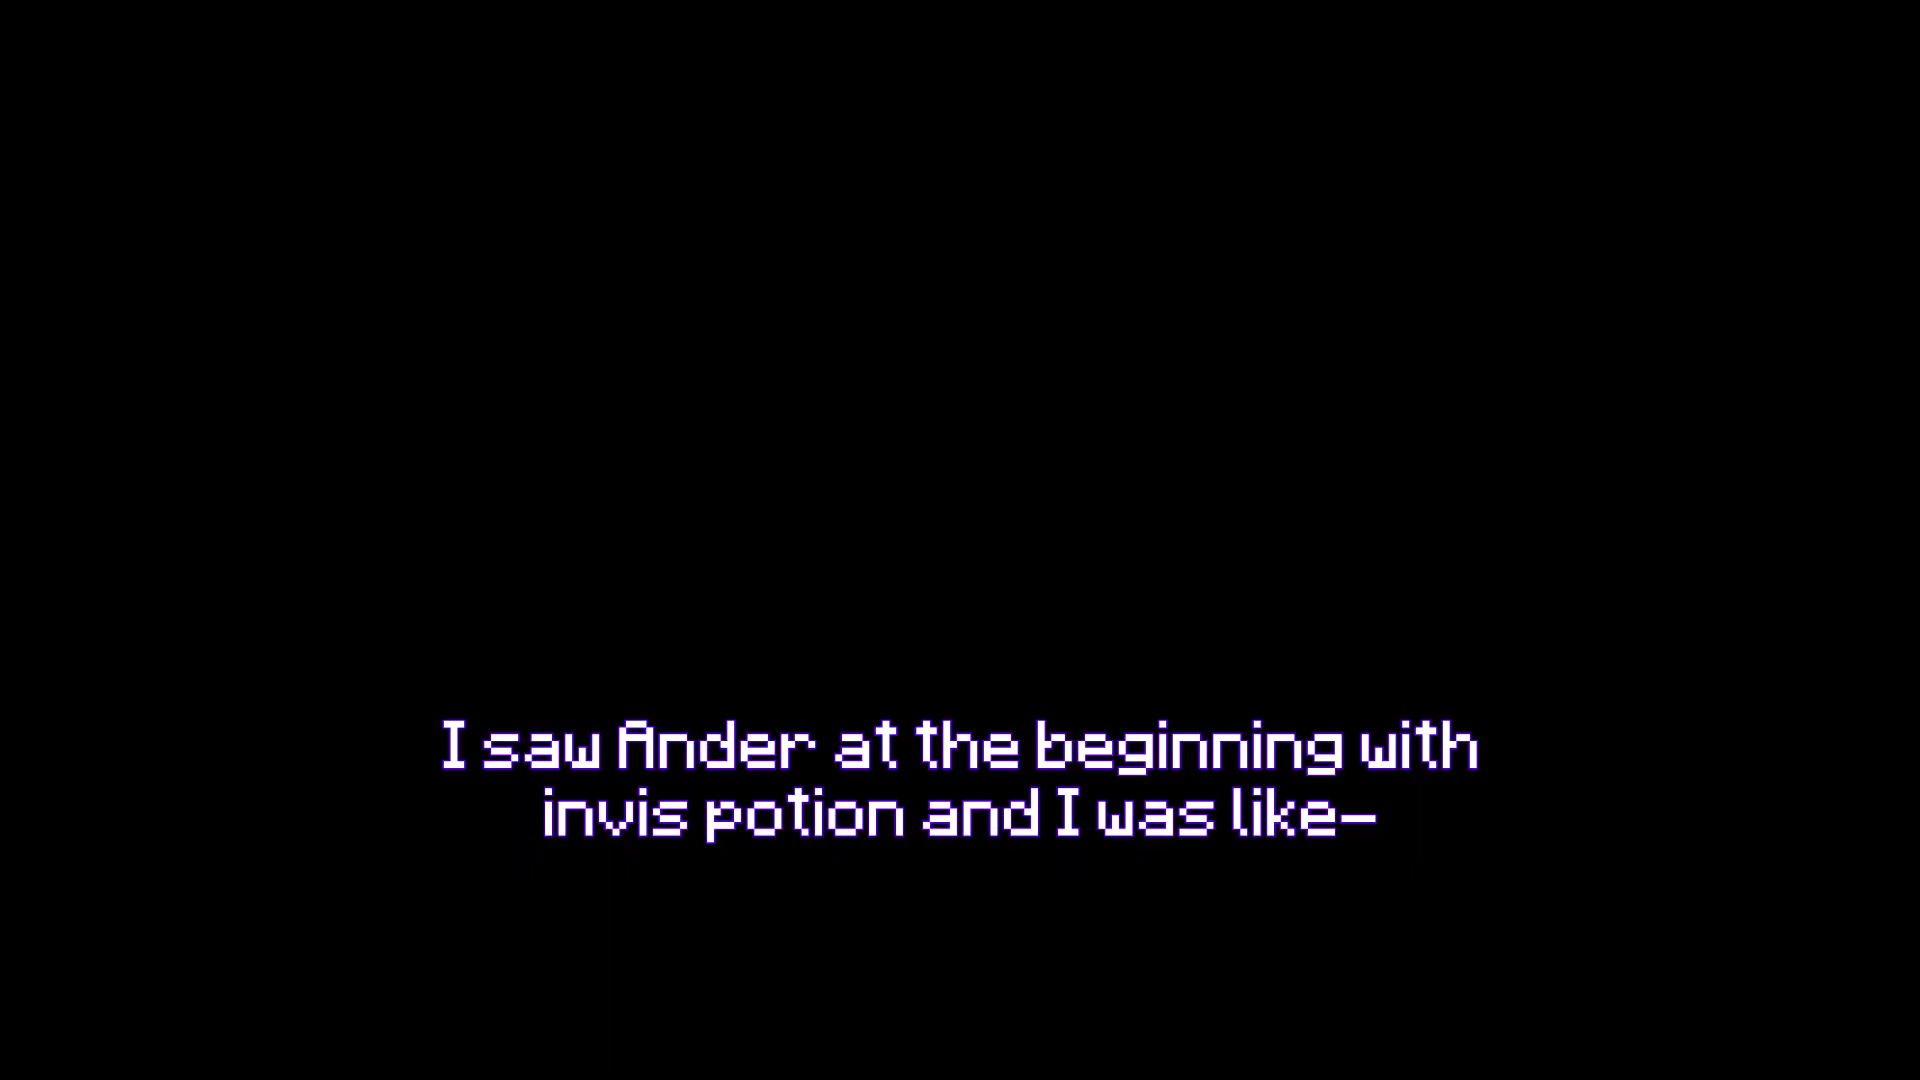 I saw Ander at the beginning with
invis potion and I was like—